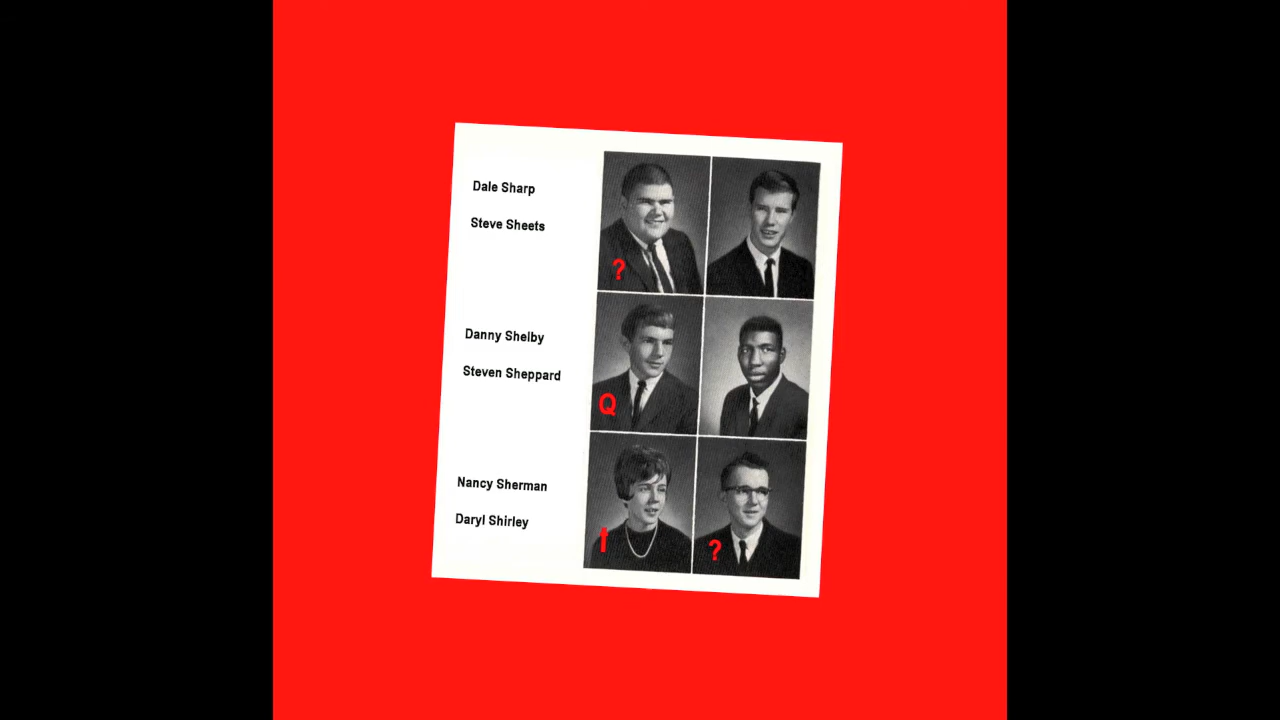 Dale Sharp
Steve Sheets
?
Danny Shelby
Steven Sheppard
Q
Nancy Sherman
Daryl Shirley
† ?